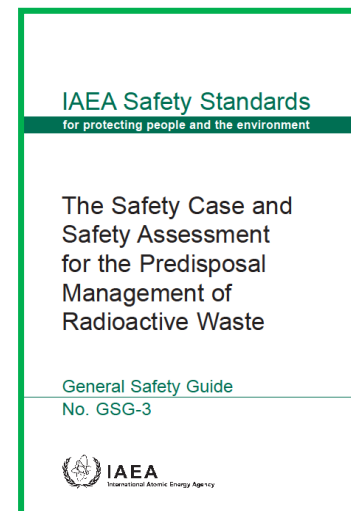 IAEA Safety Standards
for protecting people and the environment
The Safety Case and
Safety Assessment
for the Predisposal
Management of
Radioactive Waste
General Safety Guide
No. GSG-3
IAEA
International Atomic Energy Agency